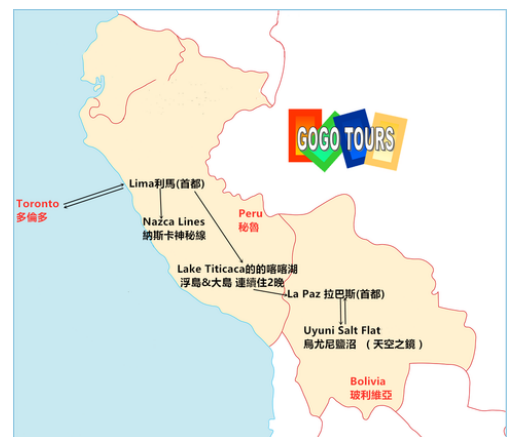 GOGO TOURS
Lima利馬(首都)
Toronto
多倫多
Nazca Lines
納斯卡神秘線
Peru
秘魯
Lake Titicaca的的喀喀湖
浮島&大島 連續住2晚
La Paz 拉巴斯(首都)
Uyuni Salt Flat
烏尤尼鹽沼 （天空之鏡）
Bolivia
玻利維亞